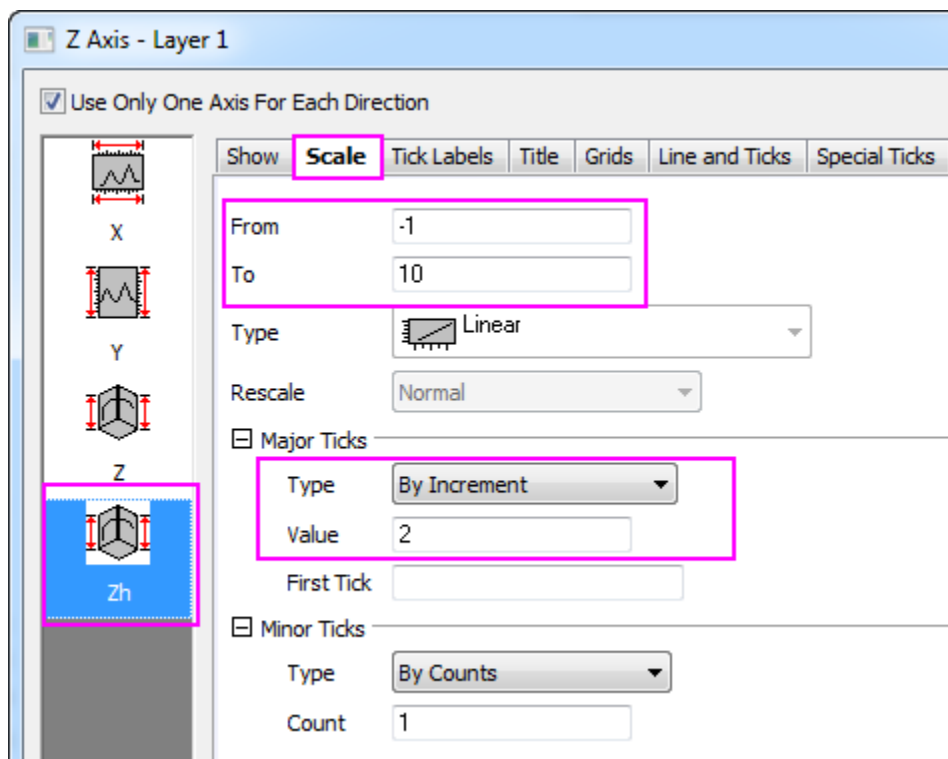 Z Axis - Layer 1
Use Only One Axis For Each Direction
Show Scale Tick Labels Title Grids Line and Ticks Special Ticks
X
Y
Z
Zh
From -1
To 10
Type Linear
Rescale Normal
Major Ticks
Type By Increment
Value 2
First Tick
Minor Ticks
Type By Counts
Count 1